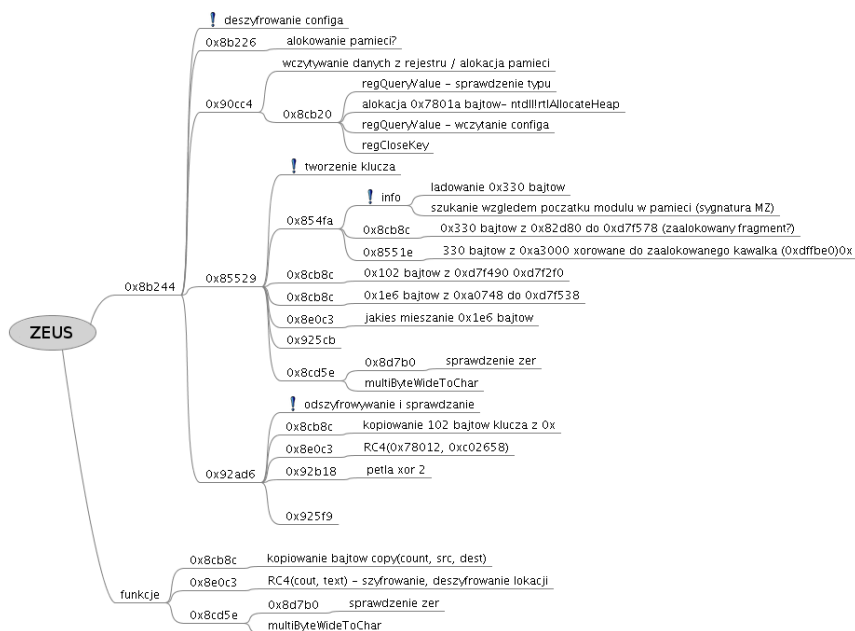 deszyfrowanie configa
0x8b226 alokowanie pamieci?
wczytywanie danych z rejestru / alokacja pamieci
regQueryValue – sprawdzenie typu
0x90cc4
alokacja 0x7801a bajtow– ntdll!rtlAllocateHeap
0x8cb20
regQueryValue – wczytanie configa
regCloseKey
tworzenie klucza
ladowanie 0x330 bajtow
info
szukanie wzgledem poczatku modulu w pamieci (sygnatura MZ)
0x854fa
0x8cb8c 0x330 bajtow z 0x82d80 do 0xd7f578 (zaalokowany fragment?)
0x8551e 330 bajtow z 0xa3000 xorowane do zaalokowanego kawalka (0xdffbe0)0x
0x8b244
0x85529
0x8cb8c 0x102 bajtow z 0xd7f490 0xd7f2f0
0x8cb8c 0x1e6 bajtow z 0xa0748 do 0xd7f538
0x8e0c3 jakies mieszanie 0x1e6 bajtow
ZEUS
0x925cb
0x8d7b0 sprawdzenie zer
0x8cd5e
multiByteWideToChar
odszyfrowywanie i sprawdzanie
0x8cb8c kopiowanie 102 bajtow klucza z 0x
0x8e0c3 RC4(0x78012, 0xc02658)
0x92ad6
0x92b18 petla xor 2
0x925f9
0x8cb8c kopiowanie bajtow copy(count, src, dest)
0x8e0c3 RC4(cout, text) – szyfrowanie, deszyfrowanie lokacji
funkcje
0x8d7b0 sprawdzenie zer
0x8cd5e
multiByteWideToChar